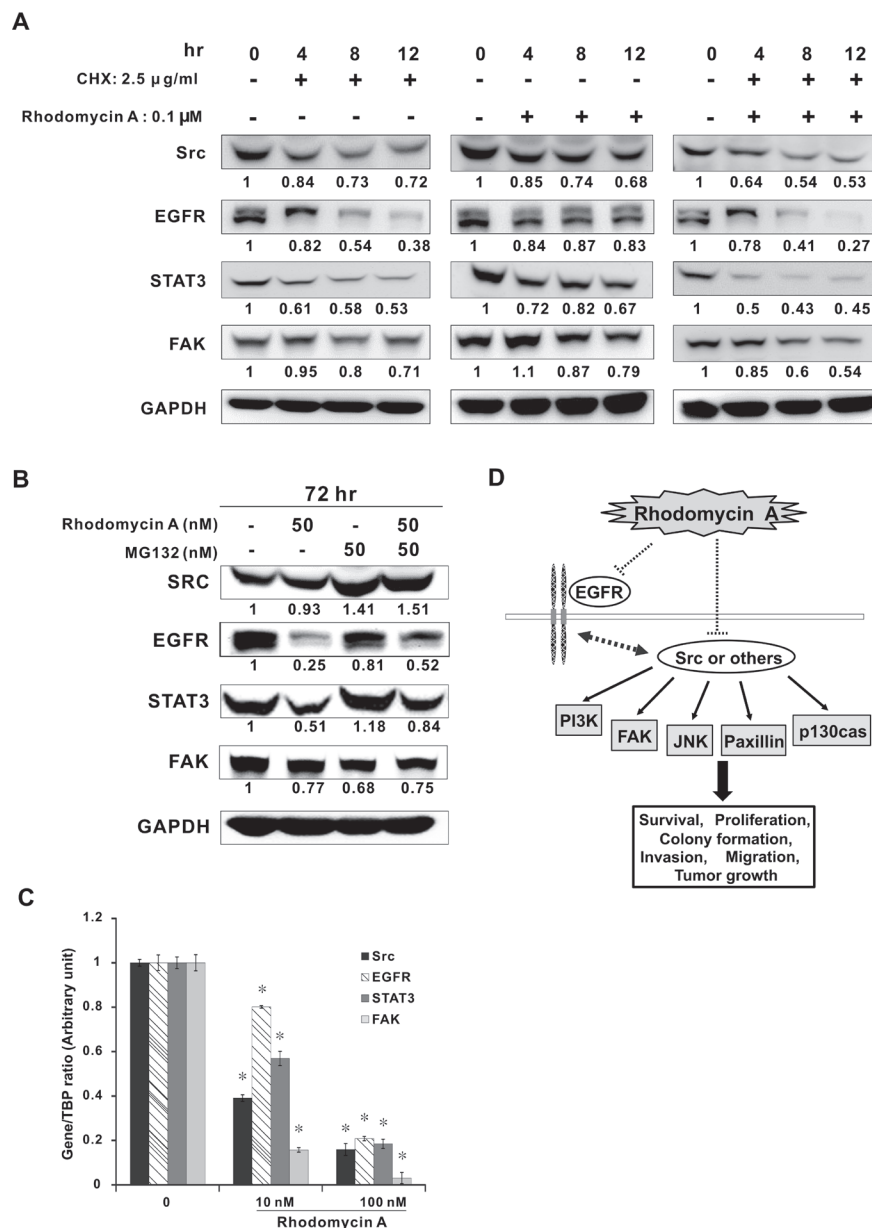 A
hr 0 4 8 12 0 4 8 12 0 4 8 12
CHX: 2.5 μg/ml - + + + - + + +
Rhodomycin A : 0.1 μM - - - - - + + + - + + +
Src
1 0.84 0.73 0.72 1 0.85 0.74 0.68 1 0.64 0.54 0.53
EGFR
1 0.82 0.54 0.38 1 0.84 0.87 0.83 1 0.78 0.41 0.27
STAT3
1 0.61 0.58 0.53 1 0.72 0.82 0.67 1 0.5 0.43 0. 45
FAK
1 0.95 0.8 0.71 1 1.1 0.87 0.79 1 0.85 0.6 0.54
GAPDH
B
72 hr
Rhodomycin A (nM) - 50 - 50
MG132 (nM) - - 50 50
SRC
1 0.93 1.41 1.51
EGFR
1 0.25 0.81 0.52
STAT3
1 0.51 1.18 0.84
FAK
1 0.77 0.68 0.75
GAPDH
D
Rhodomycin A
EGFR
Src or others
PI3K FAK JNK Paxillin p130cas
Survival, Proliferation,
Colony formation,
Invasion, Migration,
Tumor growth
C
Gene/TBP ratio (Arbitrary unit)
1.2
1
0.8
0.6
0.4
0.2
0
Src
EGFR
STAT3
FAK
* * * *
* * * *
0 10 nM 100 nM
Rhodomycin A